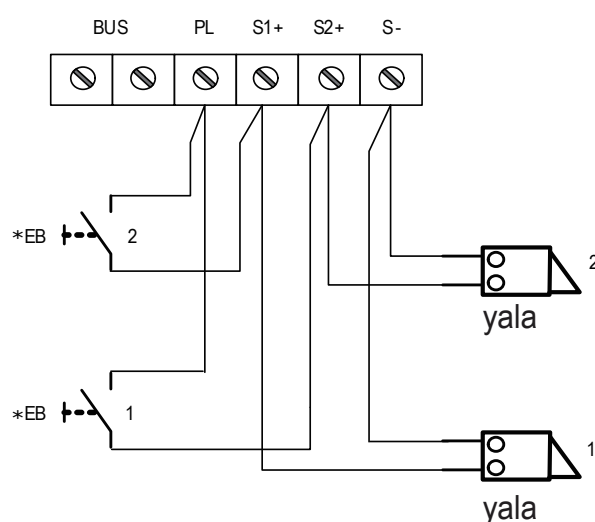 BUS PL S1+ S2+ S-
*EB 2
2
yala
*EB 1
1
yala